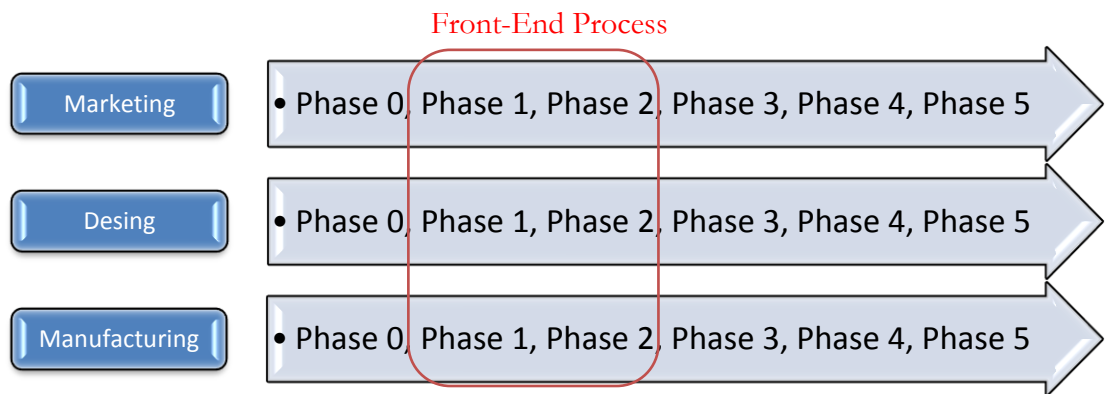 Front-End Process
Marketing
• Phase 0, Phase 1, Phase 2, Phase 3, Phase 4, Phase 5
Desing
• Phase 0, Phase 1, Phase 2, Phase 3, Phase 4, Phase 5
Manufacturing
• Phase 0, Phase 1, Phase 2, Phase 3, Phase 4, Phase 5